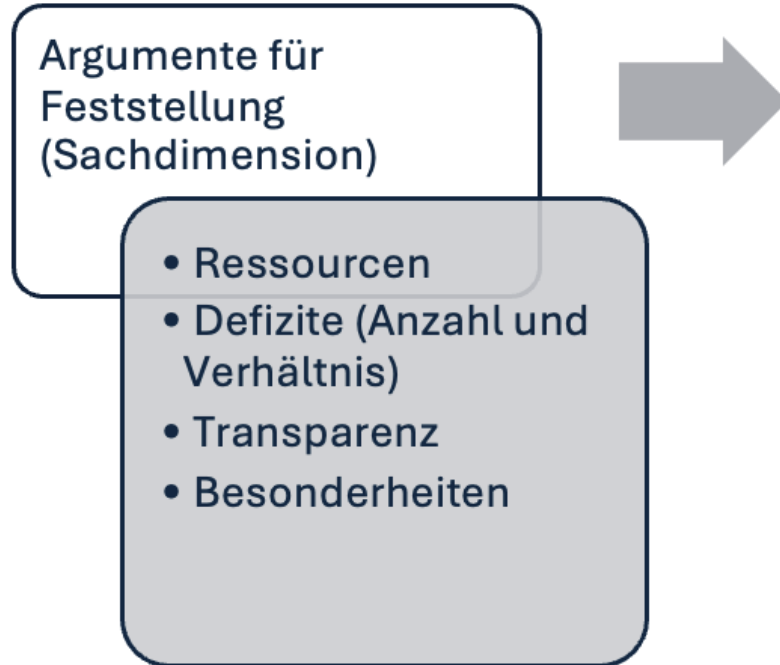 Argumente für
Feststellung
(Sachdimension)
• Ressourcen
• Defizite (Anzahl und
Verhältnis)
• Transparenz
• Besonderheiten